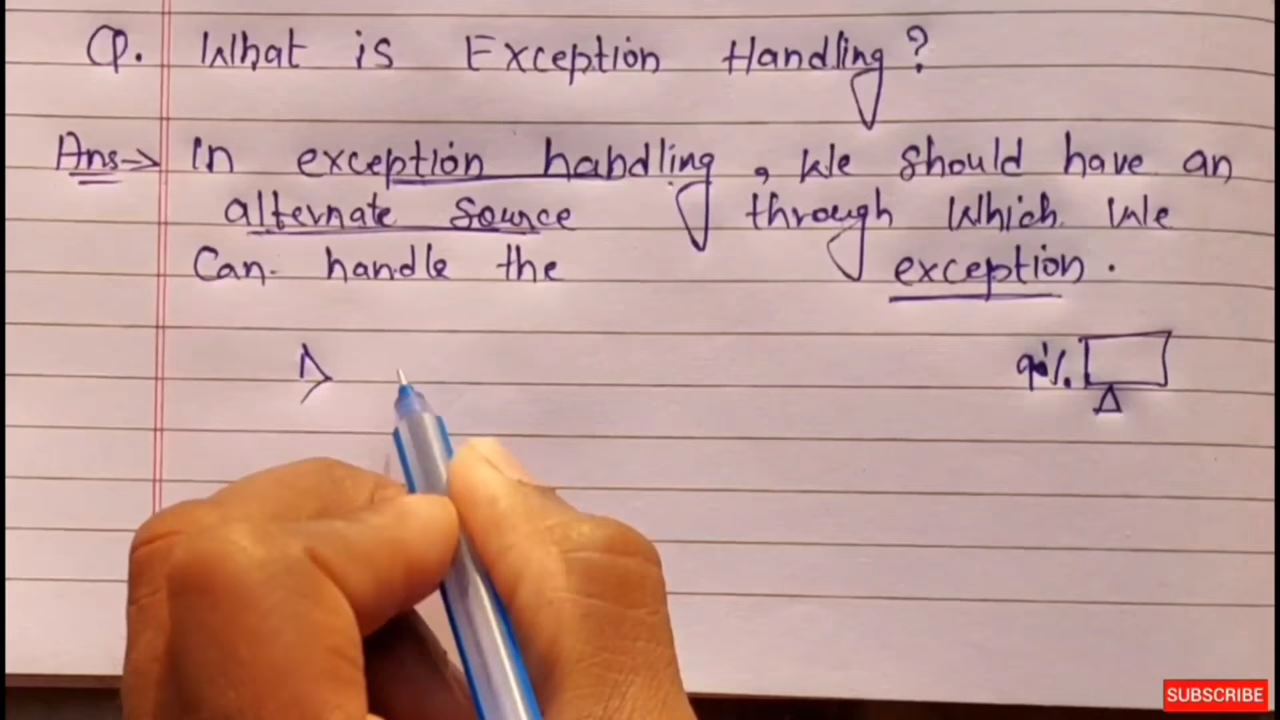 Q. What is Exception Handling?
Ans→ In exception handling, we should have an
alternate source through which we
can handle the exception.
90%
SUBSCRIBE